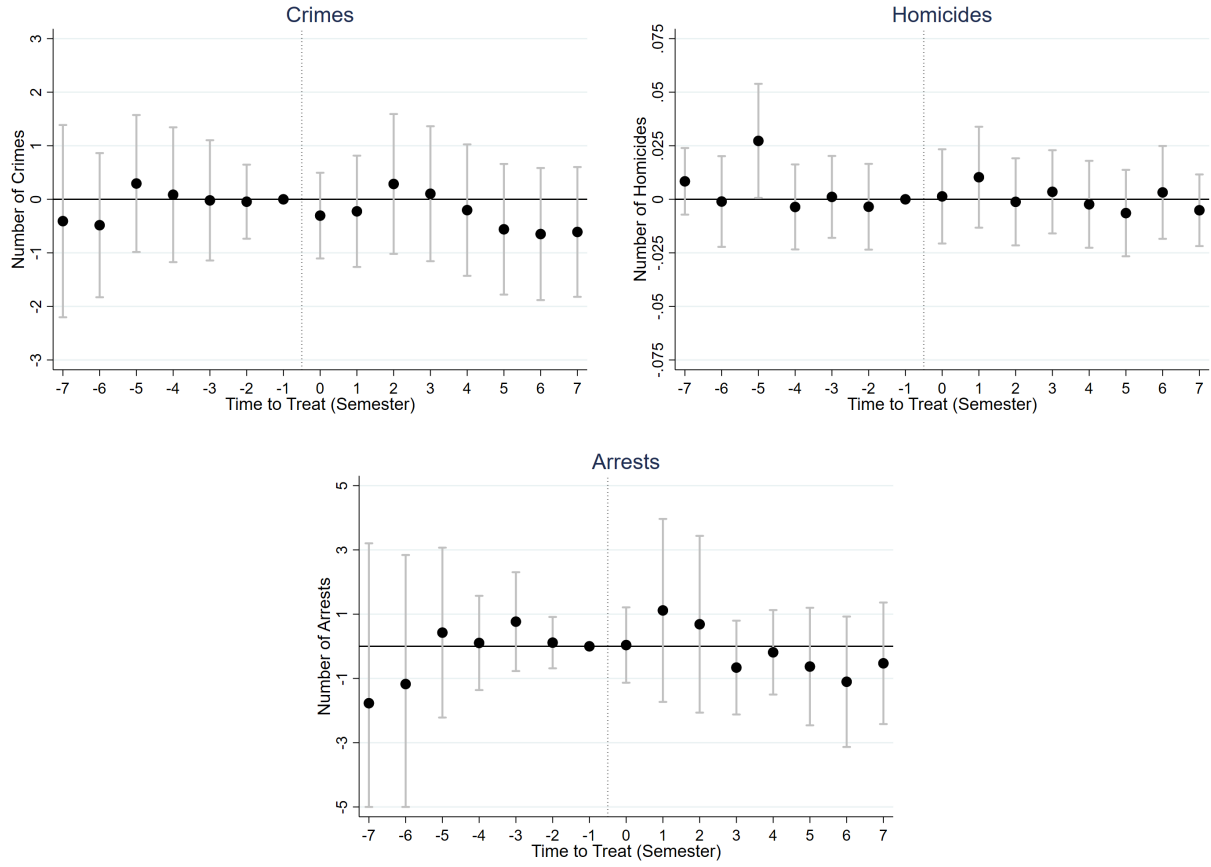 Crimes
Number of Crimes
3
2
1
0
-1
-2
-3
-7 -6 -5 -4 -3 -2 -1 0 1 2 3 4 5 6 7
Time to Treat (Semester)
Homicides
Number of Homicides
.075
.05
.025
0
-.025
-.05
-.075
-7 -6 -5 -4 -3 -2 -1 0 1 2 3 4 5 6 7
Time to Treat (Semester)
Arrests
Number of Arrests
5
3
1
-1
-3
-5
-7 -6 -5 -4 -3 -2 -1 0 1 2 3 4 5 6 7
Time to Treat (Semester)